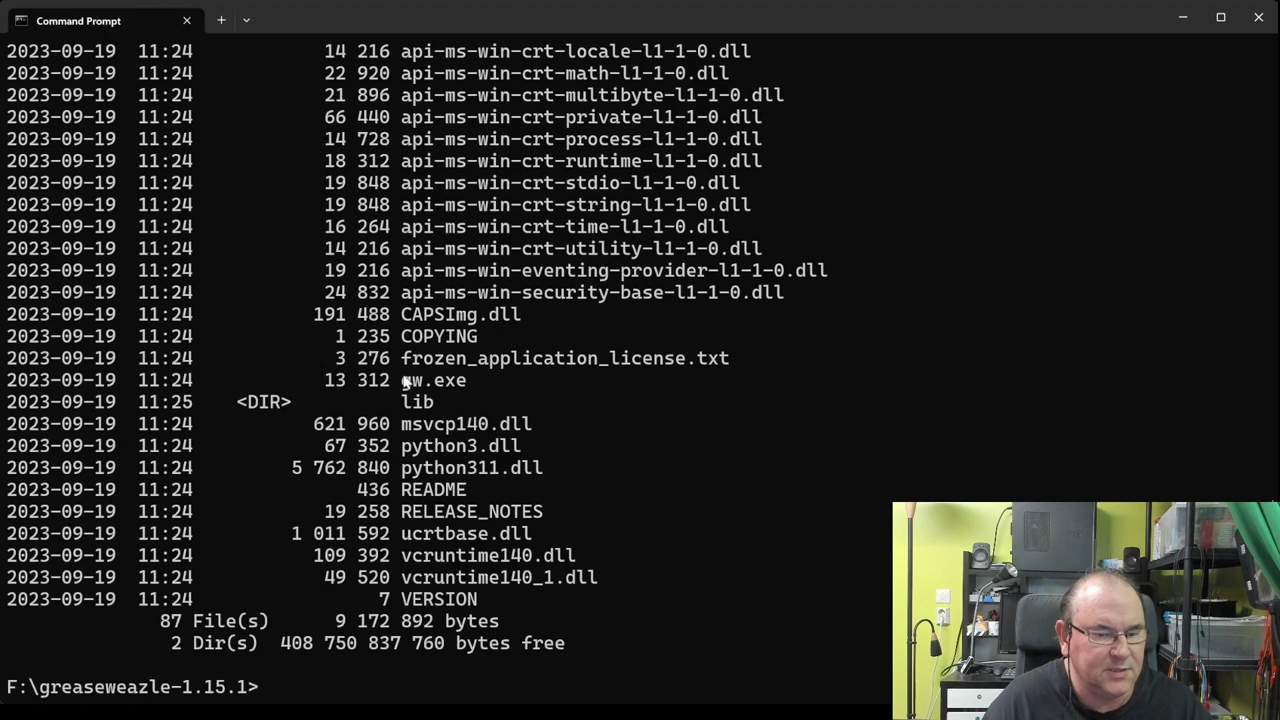 Command Prompt
2023-09-19 11:24 14 216 api-ms-win-crt-locale-l1-1-0.dll
2023-09-19 11:24 22 920 api-ms-win-crt-math-l1-1-0.dll
2023-09-19 11:24 21 896 api-ms-win-crt-multibyte-l1-1-0.dll
2023-09-19 11:24 66 440 api-ms-win-crt-private-l1-1-0.dll
2023-09-19 11:24 14 728 api-ms-win-crt-process-l1-1-0.dll
2023-09-19 11:24 18 312 api-ms-win-crt-runtime-l1-1-0.dll
2023-09-19 11:24 19 848 api-ms-win-crt-stdio-l1-1-0.dll
2023-09-19 11:24 19 848 api-ms-win-crt-string-l1-1-0.dll
2023-09-19 11:24 16 264 api-ms-win-crt-time-l1-1-0.dll
2023-09-19 11:24 14 216 api-ms-win-crt-utility-l1-1-0.dll
2023-09-19 11:24 19 216 api-ms-win-eventing-provider-l1-1-0.dll
2023-09-19 11:24 24 832 api-ms-win-security-base-l1-1-0.dll
2023-09-19 11:24 191 488 CAPSImg.dll
2023-09-19 11:24 1 235 COPYING
2023-09-19 11:24 3 276 frozen_application_license.txt
2023-09-19 11:24 13 312 gw.exe
2023-09-19 11:25 <DIR> lib
2023-09-19 11:24 621 960 msvcp140.dll
2023-09-19 11:24 67 352 python3.dll
2023-09-19 11:24 5 762 840 python311.dll
2023-09-19 11:24 436 README
2023-09-19 11:24 19 258 RELEASE_NOTES
2023-09-19 11:24 1 011 592 ucrtbase.dll
2023-09-19 11:24 109 392 vcruntime140.dll
2023-09-19 11:24 49 520 vcruntime140_1.dll
2023-09-19 11:24 7 VERSION
87 File(s) 9 172 892 bytes
2 Dir(s) 408 750 837 760 bytes free
F:\greaseweazle-1.15.1>